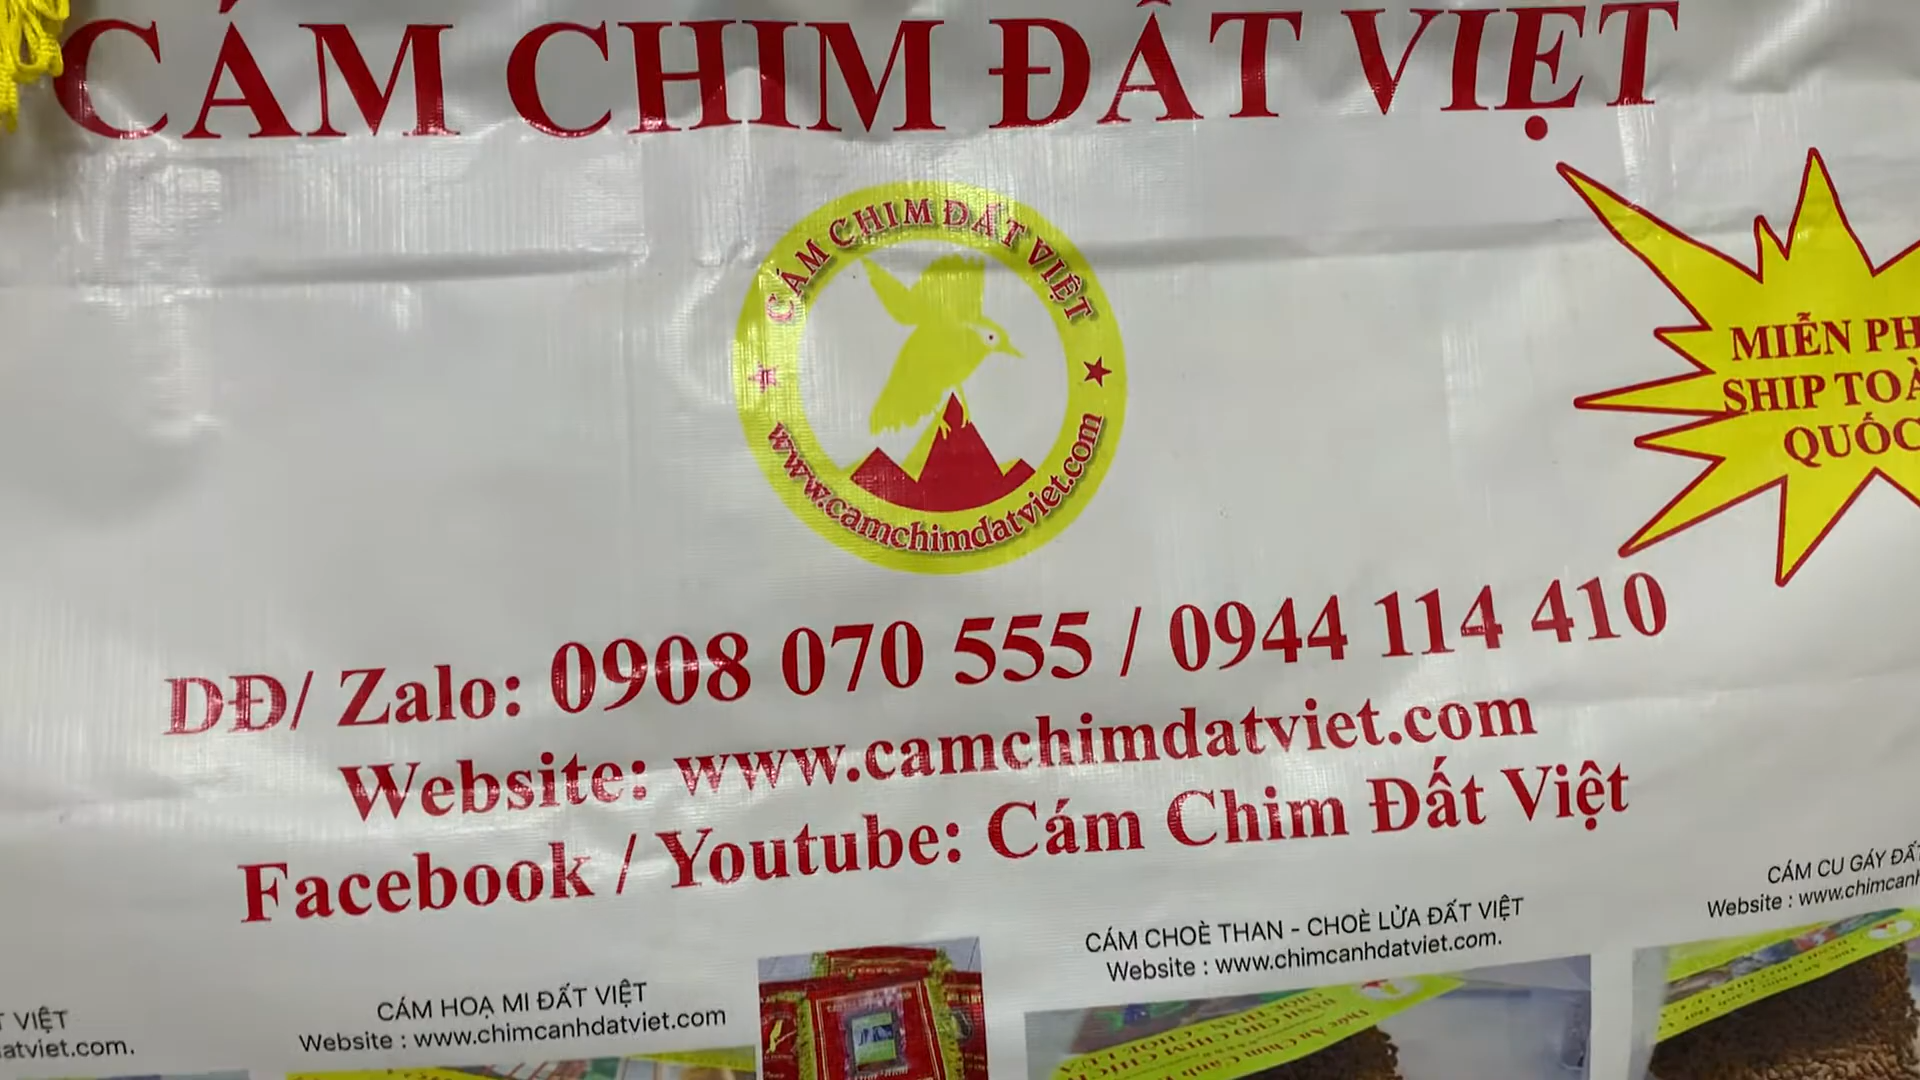 CÁM CHIM ĐẤT VIỆT
CÁM CHIM ĐẤT VIỆT
www.camchimdatviet.com
MIỄN PH
SHIP TOÀ
QUỐC
DĐ/ Zalo: 0908 070 555 / 0944 114 410
Website: www.camchimdatviet.com
Facebook / Youtube: Cám Chim Đất Việt
T VIỆT
atviet.com.
CÁM HOẠ MI ĐẤT VIỆT
Website : www.chimcanhdatviet.com
CÁM CHOÈ THAN - CHOÈ LỬA ĐẤT VIỆT
Website : www.chimcanhdatviet.com.
CÁM CU GÁY ĐẤT
Website : www.chimcanh